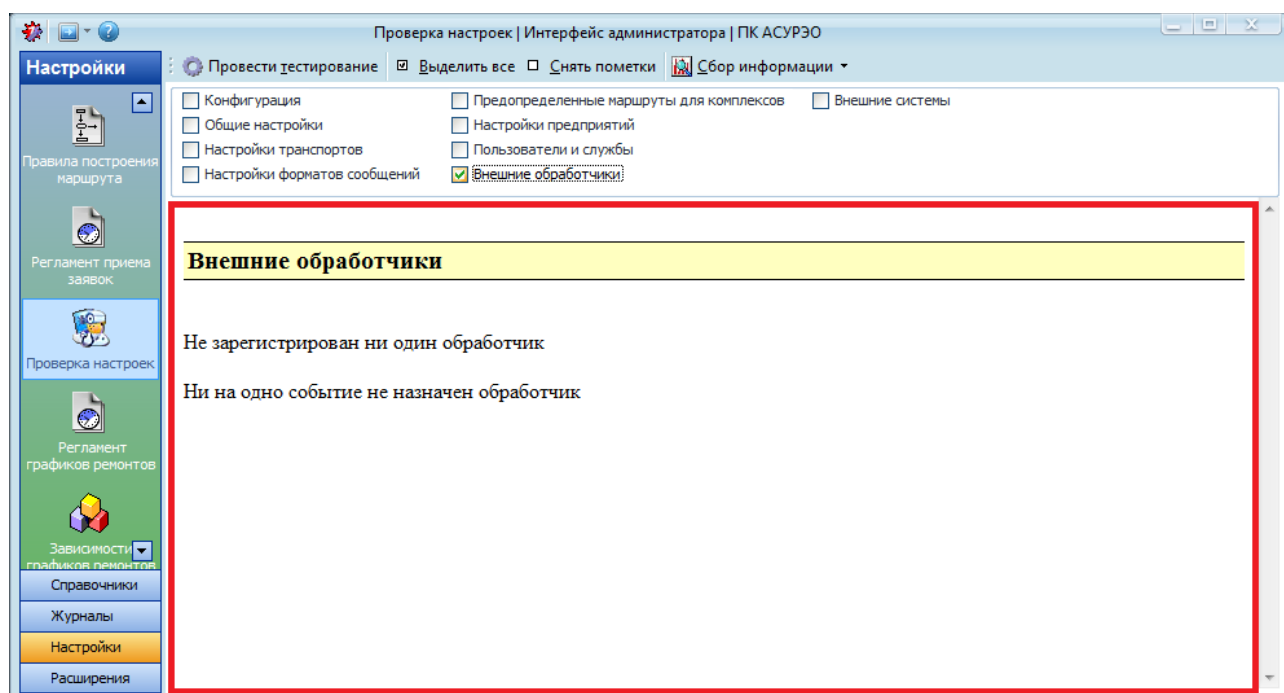 Проверка настроек | Интерфейс администратора | ПК АСУРЭО
Настройки
Провести тестирование Выделить все Снять пометки Сбор информации
Конфигурация Предопределенные маршруты для комплексов Внешние системы
Общие настройки Настройки предприятий
Настройки транспортов Пользователи и службы
Настройки форматов сообщений Внешние обработчики
Правила построения
маршрута
Регламент приема
заявок
Проверка настроек
Регламент
графиков ремонтов
Зависимости
графиков ремонтов
Справочники
Журналы
Настройки
Расширения
Внешние обработчики
Не зарегистрирован ни один обработчик
Ни на одно событие не назначен обработчик